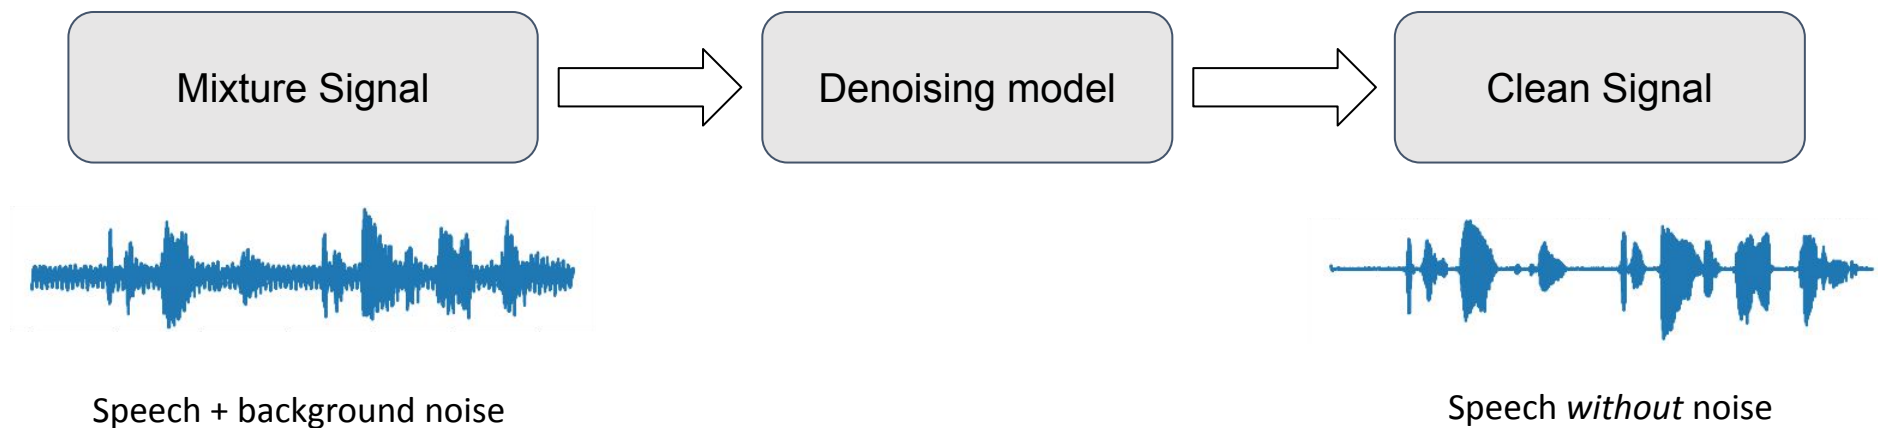 Mixture Signal
Denoising model
Clean Signal
Speech + background noise
Speech without noise